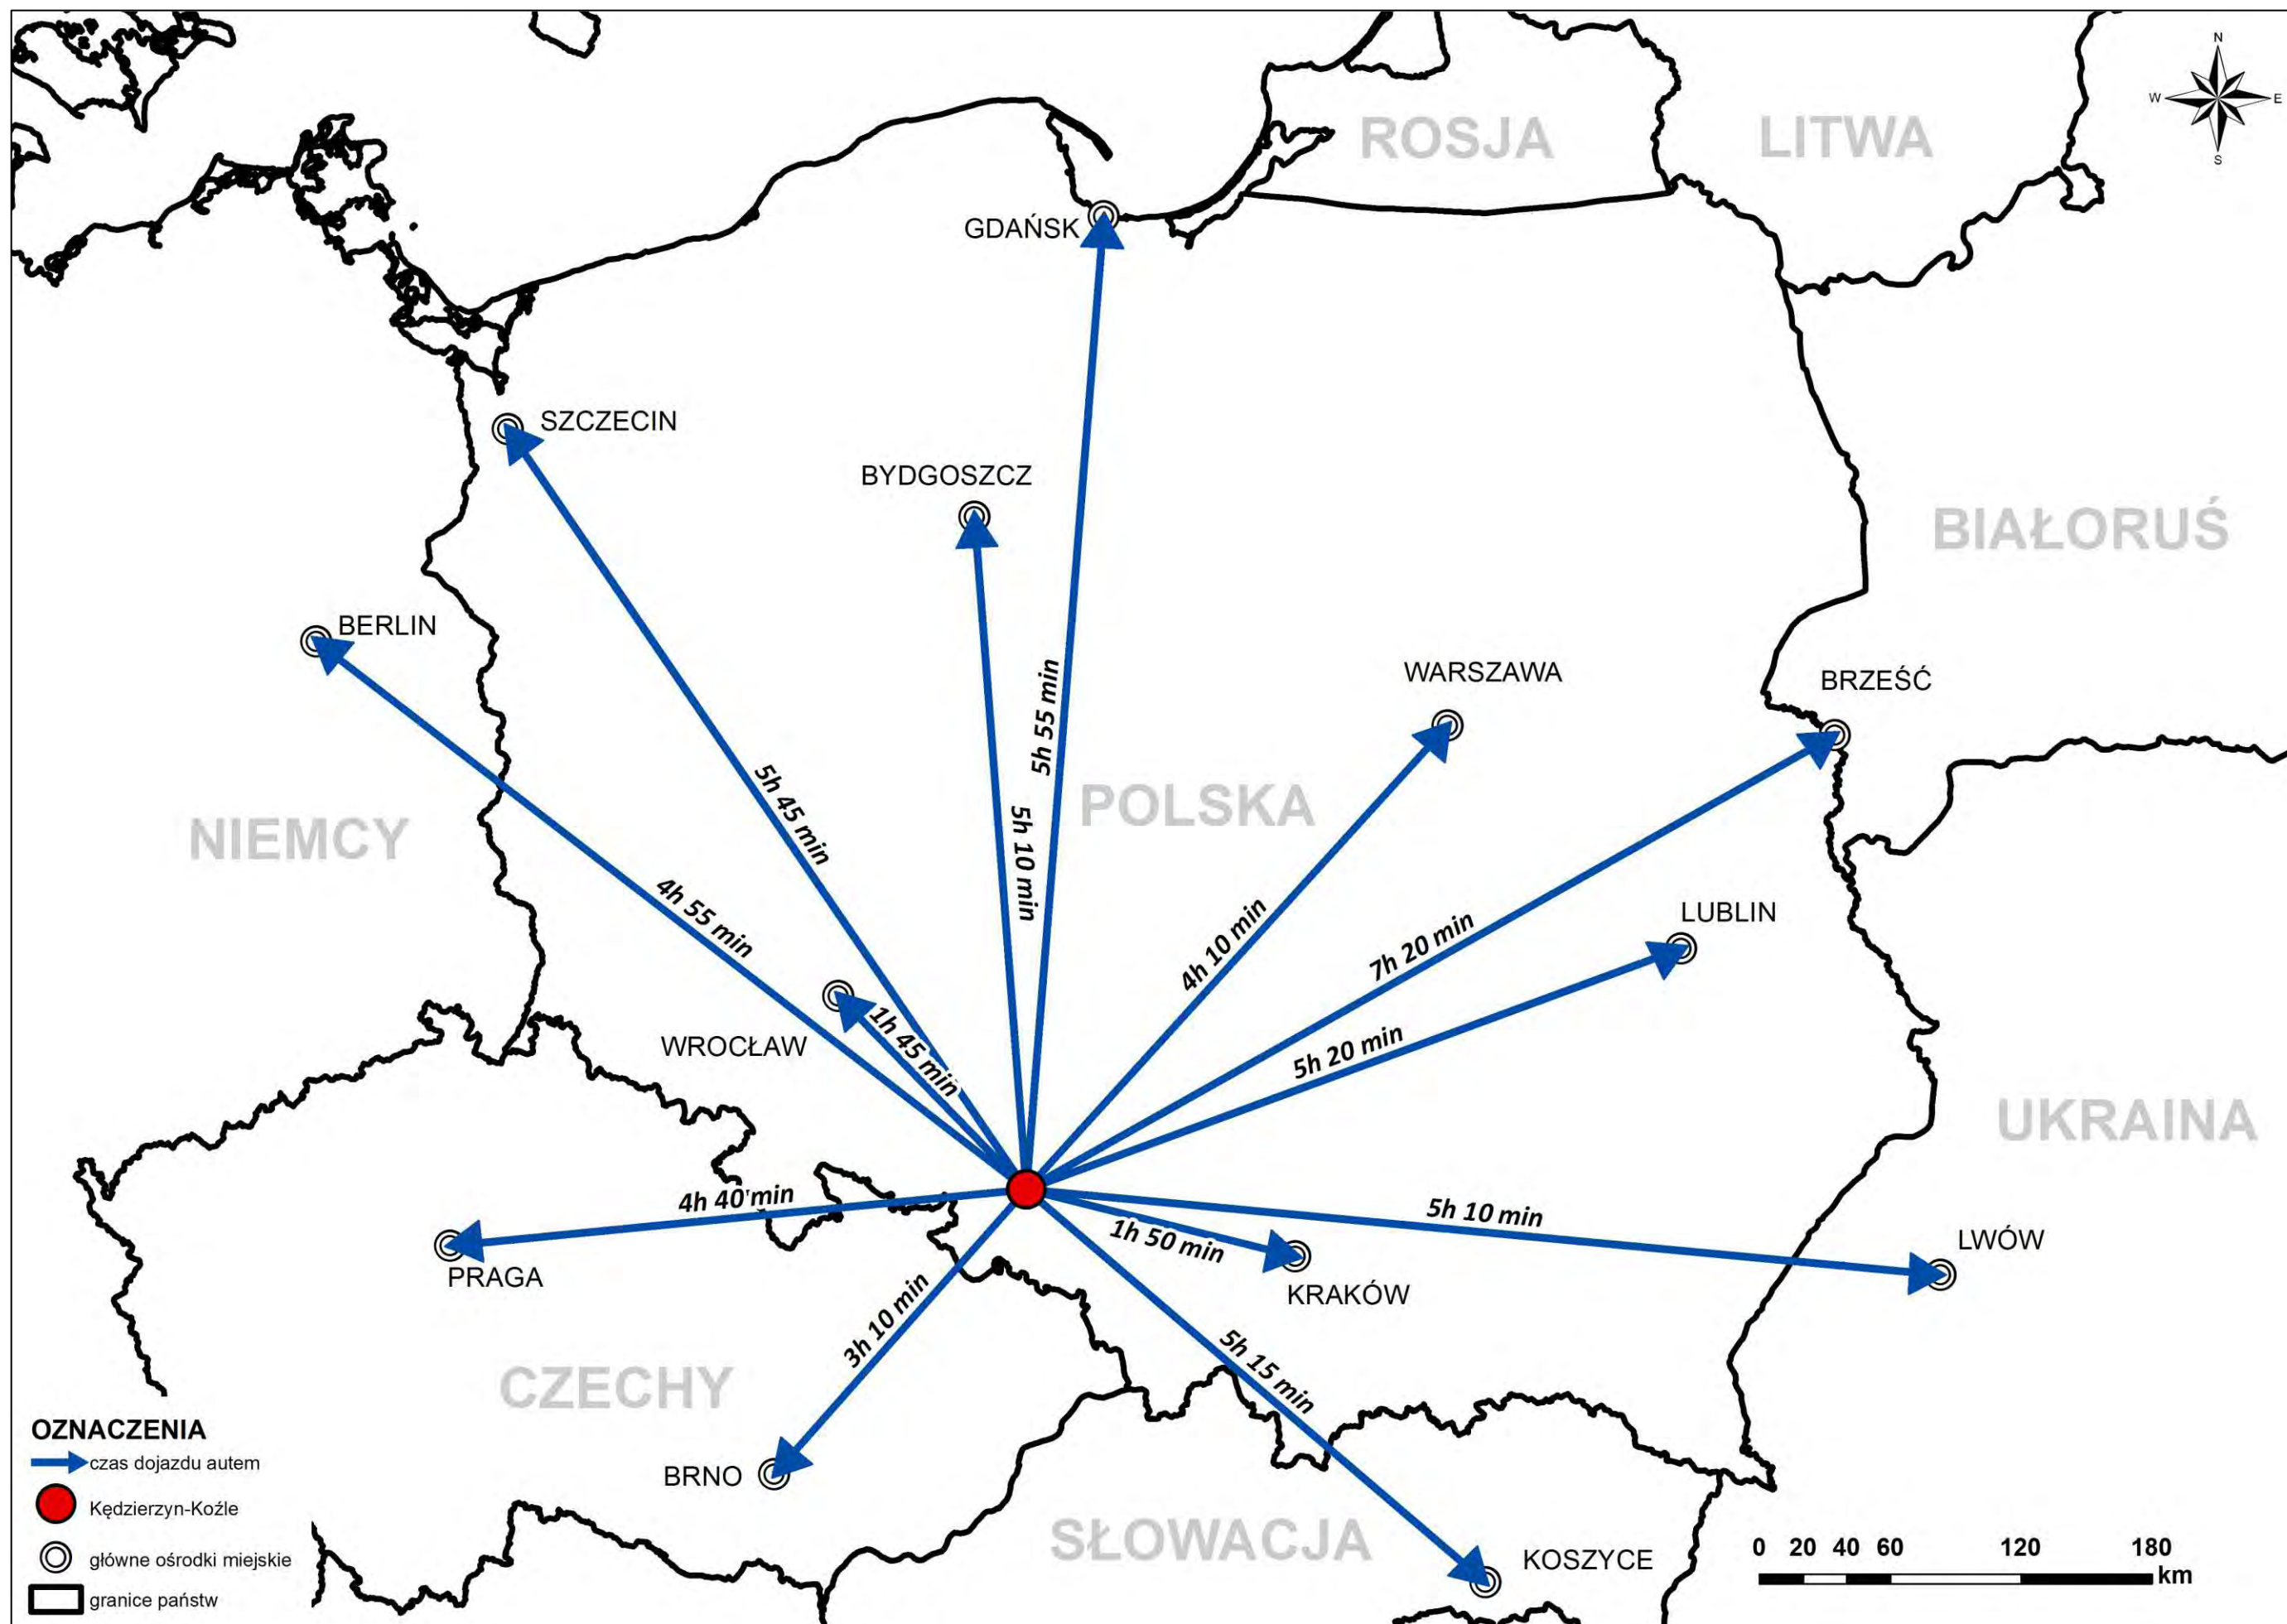 N
W
E
S
ROSJA
LITWA
GDAŃSK
SZCZECIN
BYDGOSZCZ
BIAŁORUŚ
BERLIN
WARSZAWA
BRZEŚĆ
5h 55 min
5h 45 min
POLSKA
5h 10 min
NIEMCY
4h 55 min
4h 10 min
7h 20 min
LUBLIN
WROCŁAW
1h 45 min
5h 20 min
UKRAINA
4h 40 min
5h 10 min
1h 50 min
LWÓW
PRAGA
KRAKÓW
3h 10 min
5h 15 min
CZECHY
BRNO
SŁOWACJA
KOSZYCE
OZNACZENIA
czas dojazdu autem
Kędzierzyn-Koźle
główne ośrodki miejskie
granice państw
0 20 40 60 120 180
km